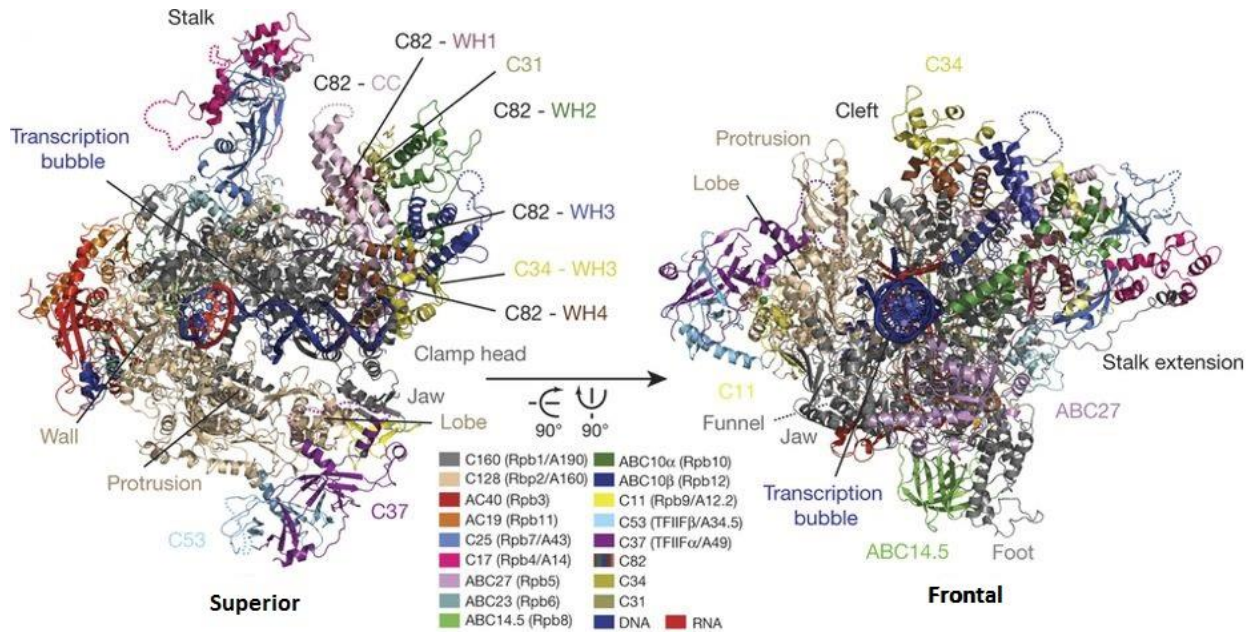 Stalk
C82 - WH1
C31
C82 - CC
C82 - WH2
Transcription
bubble
C82 - WH3
C34 - WH3
C82 - WH4
Clamp head
Jaw
Wall
Lobe
Protrusion
C37
C53
Superior
90° 90°
C160 (Rpb1/A190)
C128 (Rpb2/A160)
AC40 (Rpb3)
AC19 (Rpb11)
C25 (Rpb7/A43)
C17 (Rpb4/A14)
ABC27 (Rpb5)
ABC23 (Rpb6)
ABC14.5 (Rpb8)
ABC10α (Rpb10)
ABC10β (Rpb12)
C11 (Rpb9/A12.2)
C53 (TFIIFβ/A34.5)
C37 (TFIIFα/A49)
C82
C34
C31
DNA RNA
C34
Cleft
Protrusion
Lobe
Stalk extension
C11
ABC27
Funnel
Jaw
Transcription
bubble
ABC14.5
Foot
Frontal